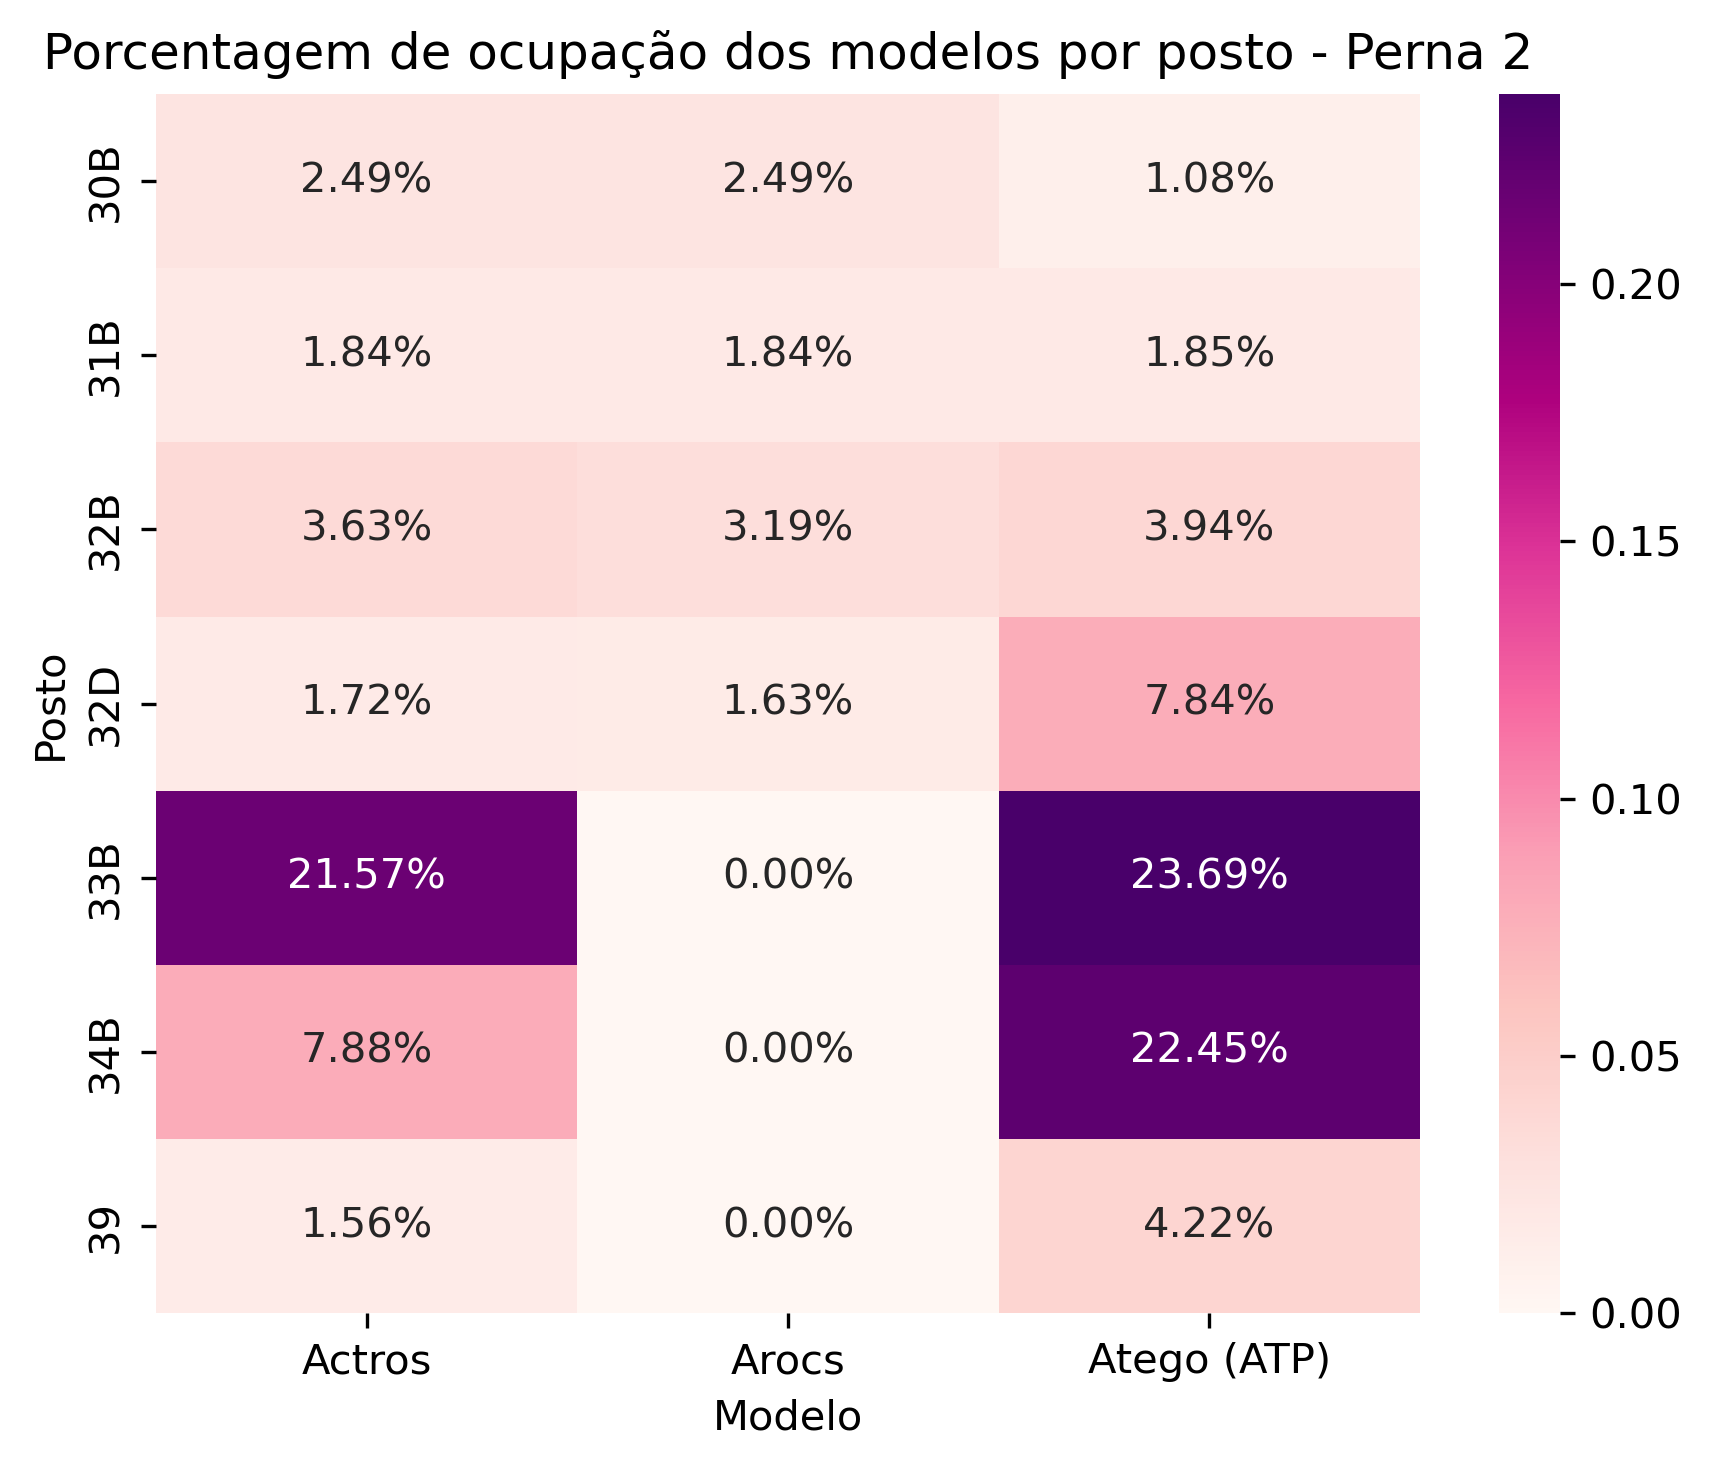 Porcentagem de ocupação dos modelos por posto - Perna 2
Posto
30B 2.49% 2.49% 1.08%
31B 1.84% 1.84% 1.85%
32B 3.63% 3.19% 3.94%
32D 1.72% 1.63% 7.84%
33B 21.57% 0.00% 23.69%
34B 7.88% 0.00% 22.45%
39 1.56% 0.00% 4.22%
Actros Arocs Atego (ATP)
Modelo
0.20
0.15
0.10
0.05
0.00